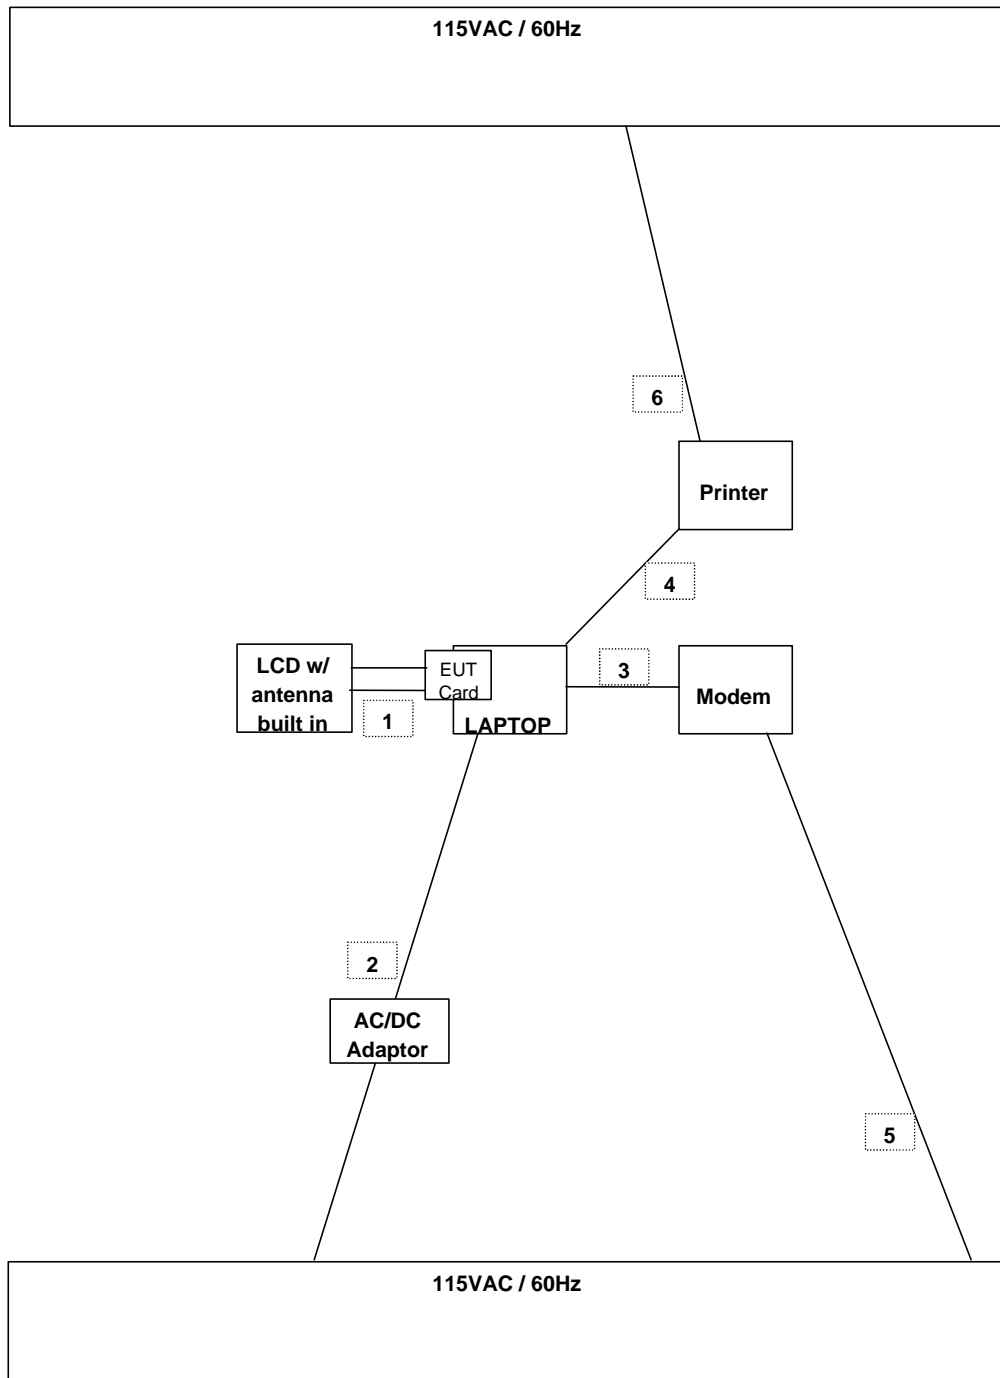 115VAC / 60Hz
6
Printer
4
LCD w/
antenna
built in
1
EUT
Card
LAPTOP
3
Modem
2
AC/DC
Adaptor
5
115VAC / 60Hz